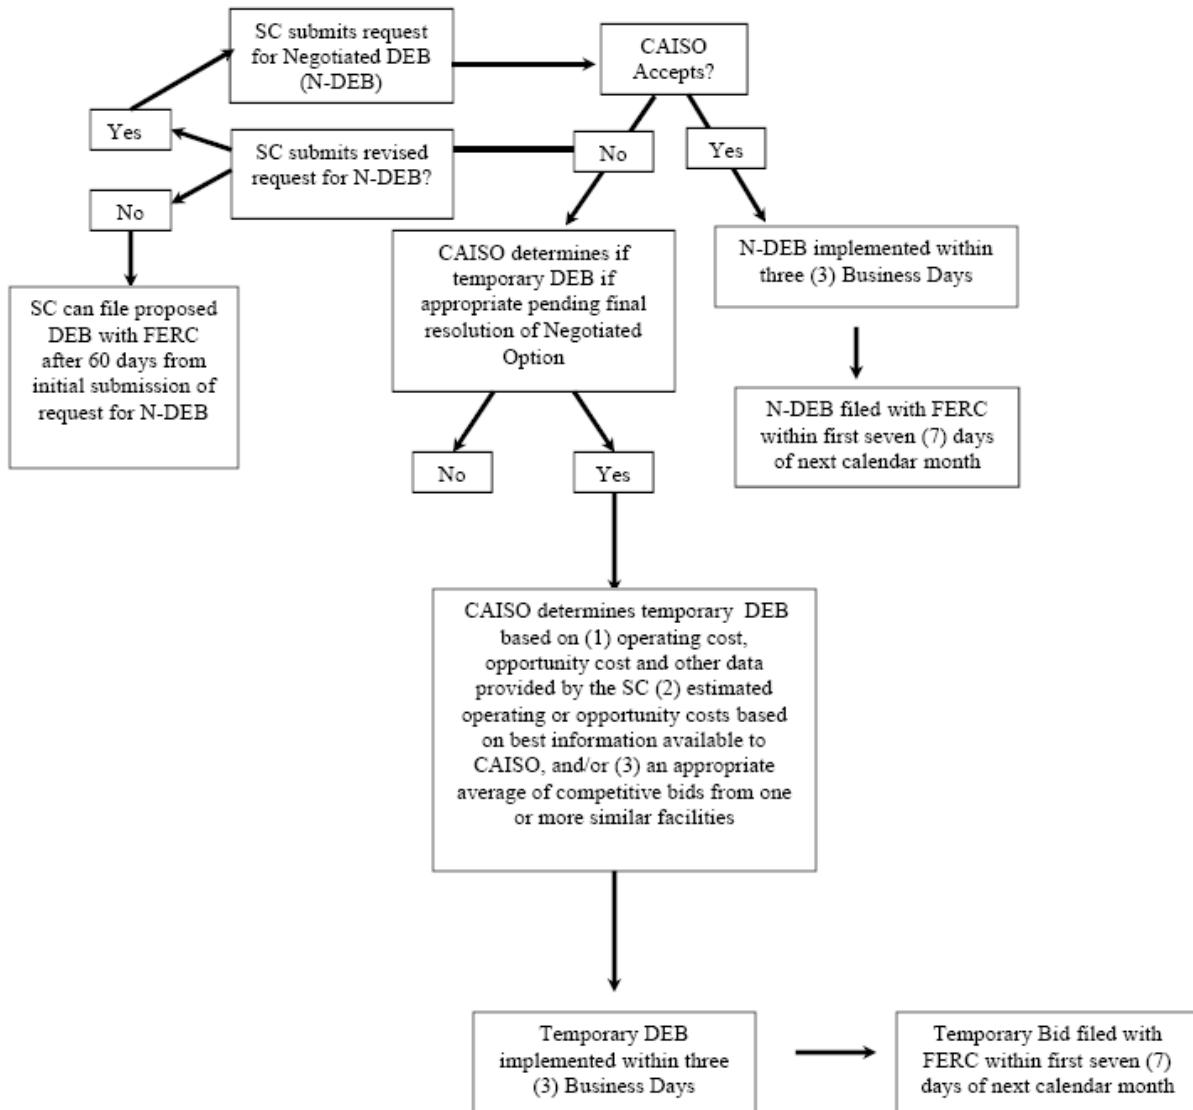 SC submits request
for Negotiated DEB
(N-DEB)
CAISO
Accepts?
Yes
SC submits revised
request for N-DEB?
No
Yes
No
CAISO determines if
temporary DEB if
appropriate pending final
resolution of Negotiated
Option
N-DEB implemented within
three (3) Business Days
SC can file proposed
DEB with FERC
after 60 days from
initial submission of
request for N-DEB
N-DEB filed with FERC
within first seven (7) days
of next calendar month
No
Yes
CAISO determines temporary DEB
based on (1) operating cost,
opportunity cost and other data
provided by the SC (2) estimated
operating or opportunity costs based
on best information available to
CAISO, and/or (3) an appropriate
average of competitive bids from one
or more similar facilities
Temporary DEB
implemented within three
(3) Business Days
Temporary Bid filed with
FERC within first seven (7)
days of next calendar month